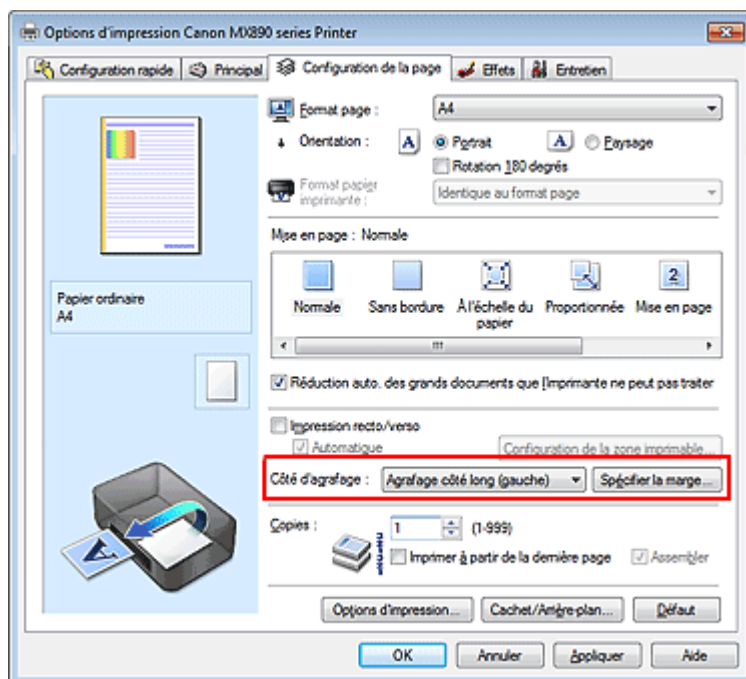 Options d'impression Canon MX890 series Printer
Configuration rapide Principal Configuration de la page Effets Entretien
Format page : A4
Orientation : A Portrait A Paysage
Rotation 180 degrés
Format papier imprimante : Identique au format page
Mise en page : Normale
2
Normale Sans bordure À l'échelle du papier Proportionnée Mise en page
Papier ordinaire
A4
Réduction auto. des grands documents que l'imprimante ne peut pas traiter
Impression recto/verso
Automatique Configuration de la zone imprimable...
Côté d'agrafage : Agrafage côté long (gauche) Spécifier la marge...
Copies : 1 (1-999)
Imprimer à partir de la dernière page Assembler
A
Options d'impression... Cachet/Arrière-plan... Défaut
OK Annuler Appliquer Aide